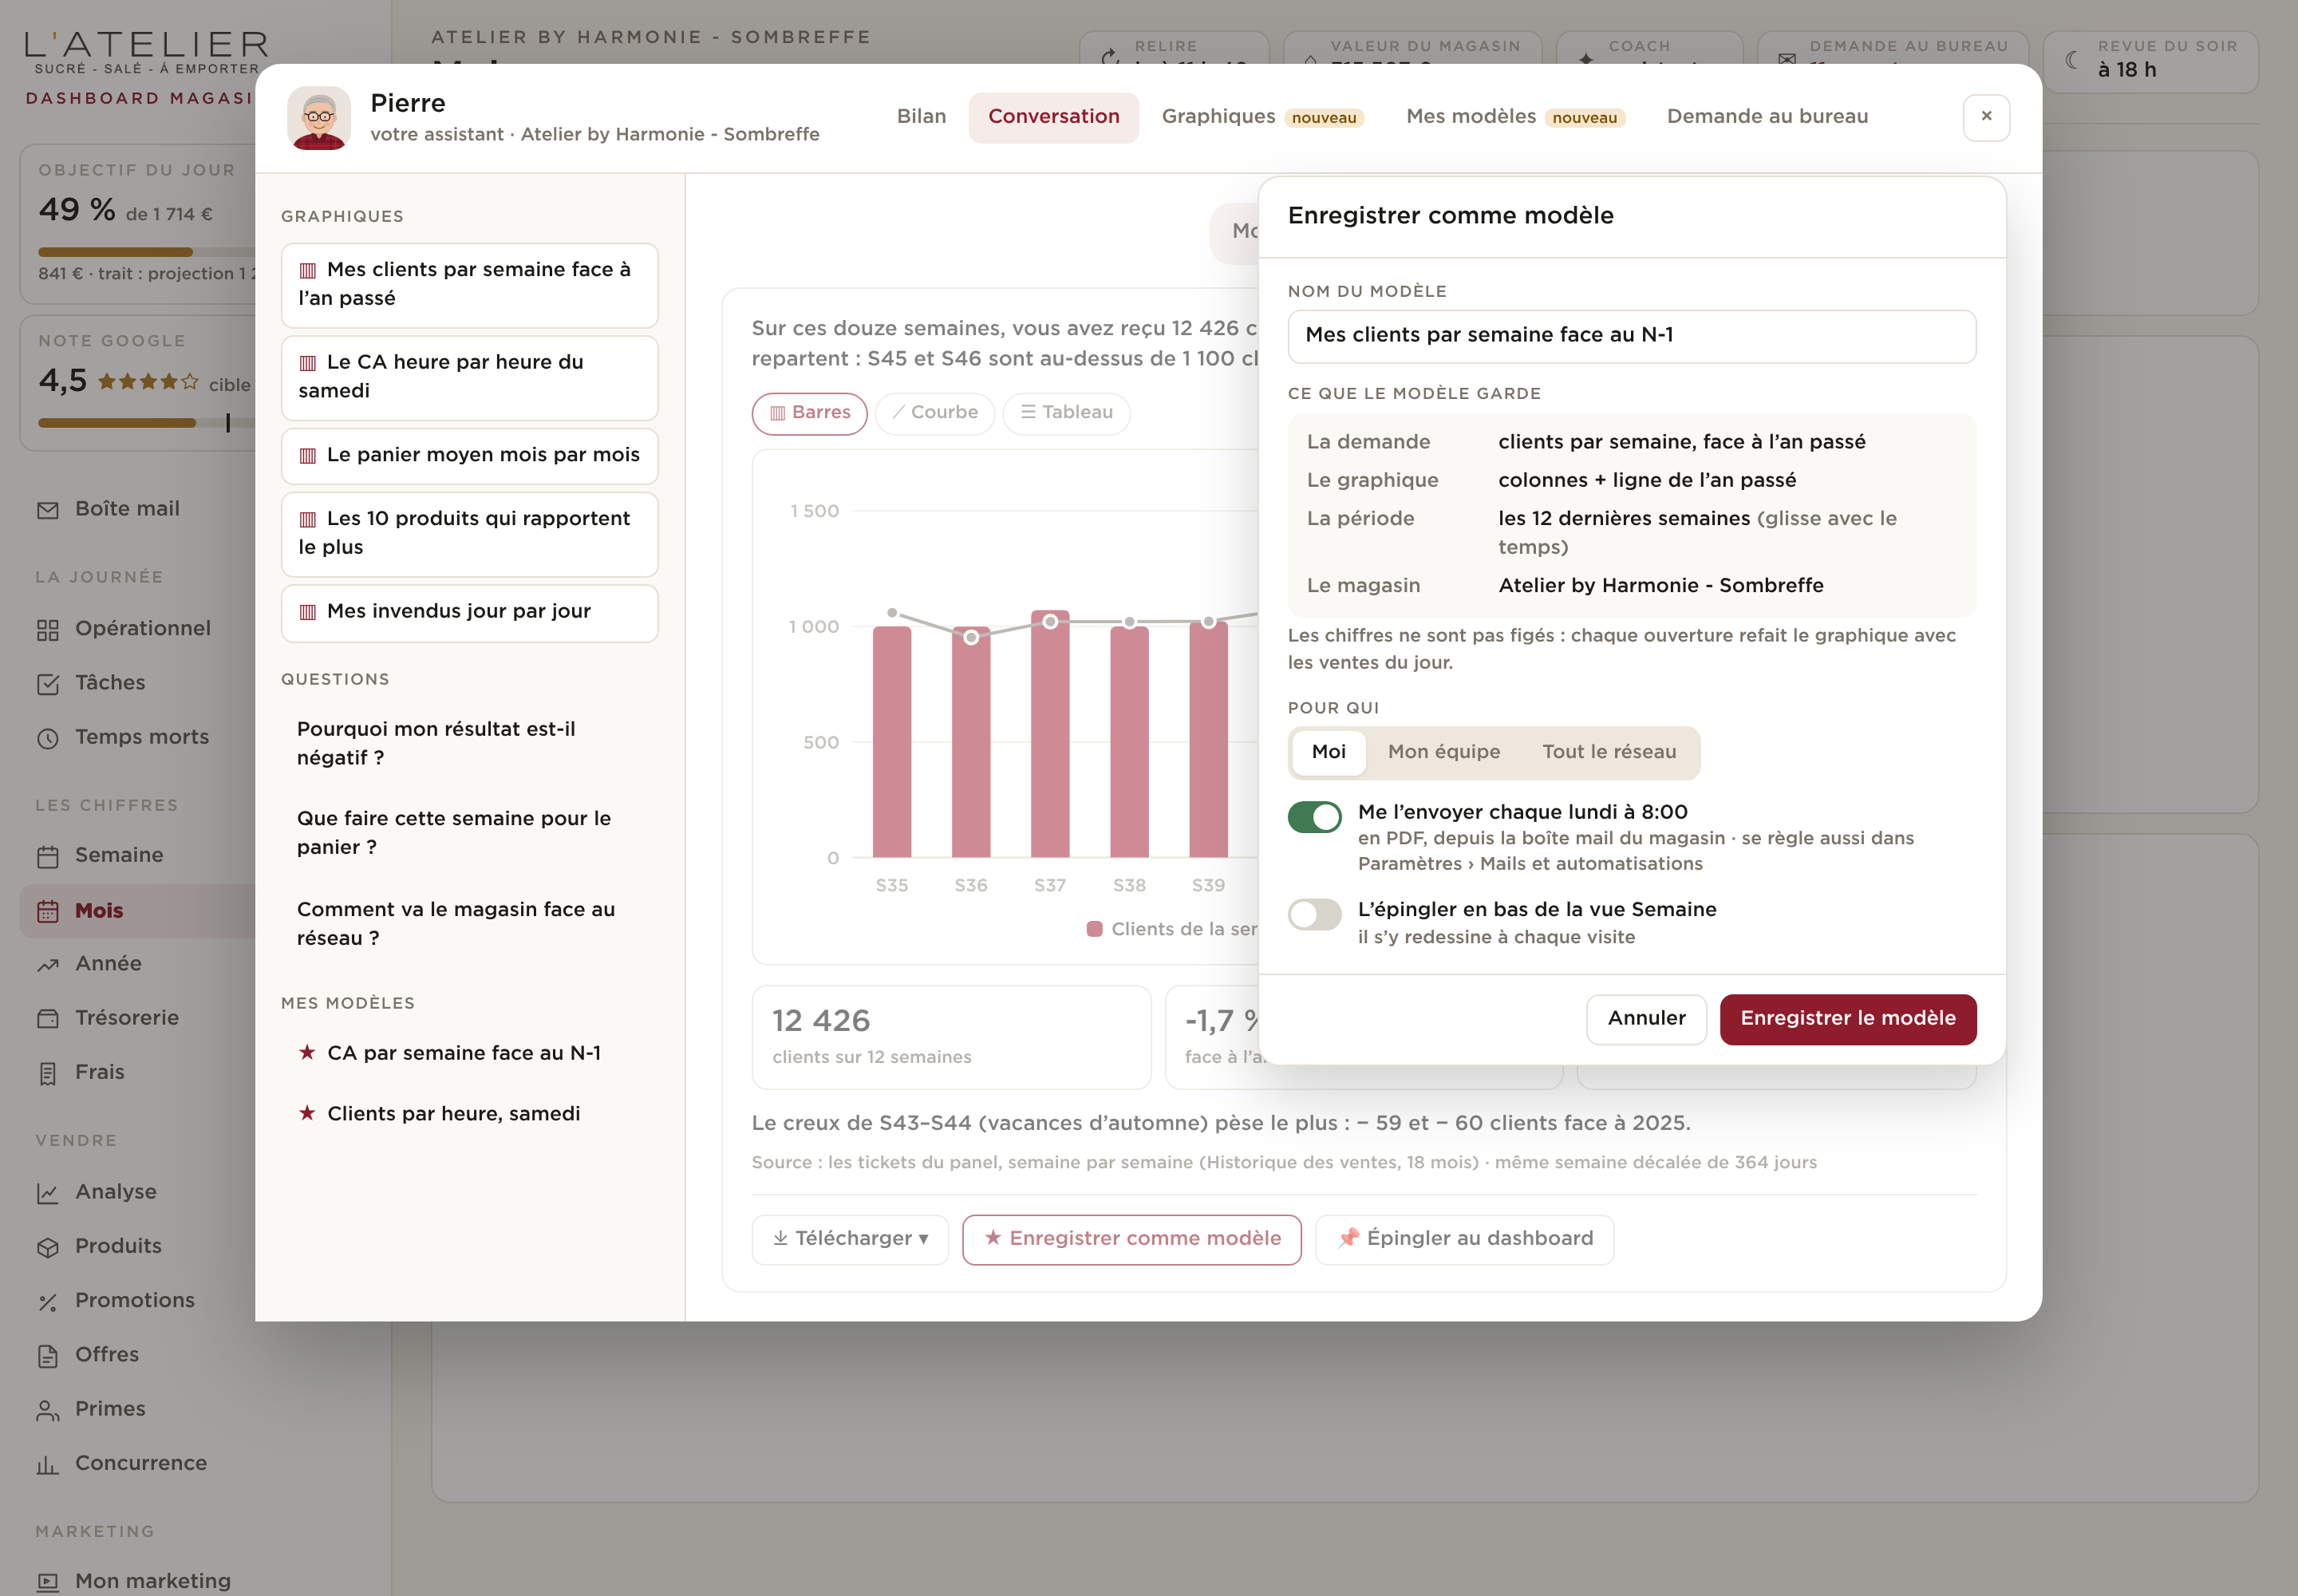 L'ATELIER
SUCRÉ - SALÉ - Á EMPORTER
DASHBOARD MAGASI
OBJECTIF DU JOUR
49 % de 1 714 €
841 € · trait : projection 1 2
NOTE GOOGLE
4,5 ★★★★☆ cible
Boîte mail
LA JOURNÉE
Opérationnel
Tâches
Temps morts
LES CHIFFRES
Semaine
Mois
Année
Trésorerie
Frais
VENDRE
Analyse
Produits
Promotions
Offres
Primes
Concurrence
MARKETING
Mon marketing
ATELIER BY HARMONIE - SOMBREFFE
RELIRE
VALEUR DU MAGASIN
COACH
DEMANDE AU BUREAU
REVUE DU SOIR
à 18 h
Pierre
votre assistant · Atelier by Harmonie - Sombreffe
Bilan
Conversation
Graphiques nouveau
Mes modèles nouveau
Demande au bureau
×
GRAPHIQUES
Mes clients par semaine face à
l’an passé
Le CA heure par heure du
samedi
Le panier moyen mois par mois
Les 10 produits qui rapportent
le plus
Mes invendus jour par jour
QUESTIONS
Pourquoi mon résultat est-il
négatif ?
Que faire cette semaine pour le
panier ?
Comment va le magasin face au
réseau ?
MES MODÈLES
★ CA par semaine face au N-1
★ Clients par heure, samedi
Mo
Sur ces douze semaines, vous avez reçu 12 426 c
repartent : S45 et S46 sont au-dessus de 1 100 cl
Barres
Courbe
Tableau
1 500
1 000
500
0
S35 S36 S37 S38 S39
Clients de la ser
12 426
clients sur 12 semaines
-1,7 %
face à l’a
Le creux de S43–S44 (vacances d’automne) pèse le plus : − 59 et − 60 clients face à 2025.
Source : les tickets du panel, semaine par semaine (Historique des ventes, 18 mois) · même semaine décalée de 364 jours
Télécharger ▾
★ Enregistrer comme modèle
📌 Épingler au dashboard
Enregistrer comme modèle
NOM DU MODÈLE
Mes clients par semaine face au N-1
CE QUE LE MODÈLE GARDE
La demande clients par semaine, face à l’an passé
Le graphique colonnes + ligne de l’an passé
La période les 12 dernières semaines (glisse avec le
temps)
Le magasin Atelier by Harmonie - Sombreffe
Les chiffres ne sont pas figés : chaque ouverture refait le graphique avec
les ventes du jour.
POUR QUI
Moi Mon équipe Tout le réseau
Me l’envoyer chaque lundi à 8:00
en PDF, depuis la boîte mail du magasin · se règle aussi dans
Paramètres › Mails et automatisations
L’épingler en bas de la vue Semaine
il s’y redessine à chaque visite
Annuler
Enregistrer le modèle